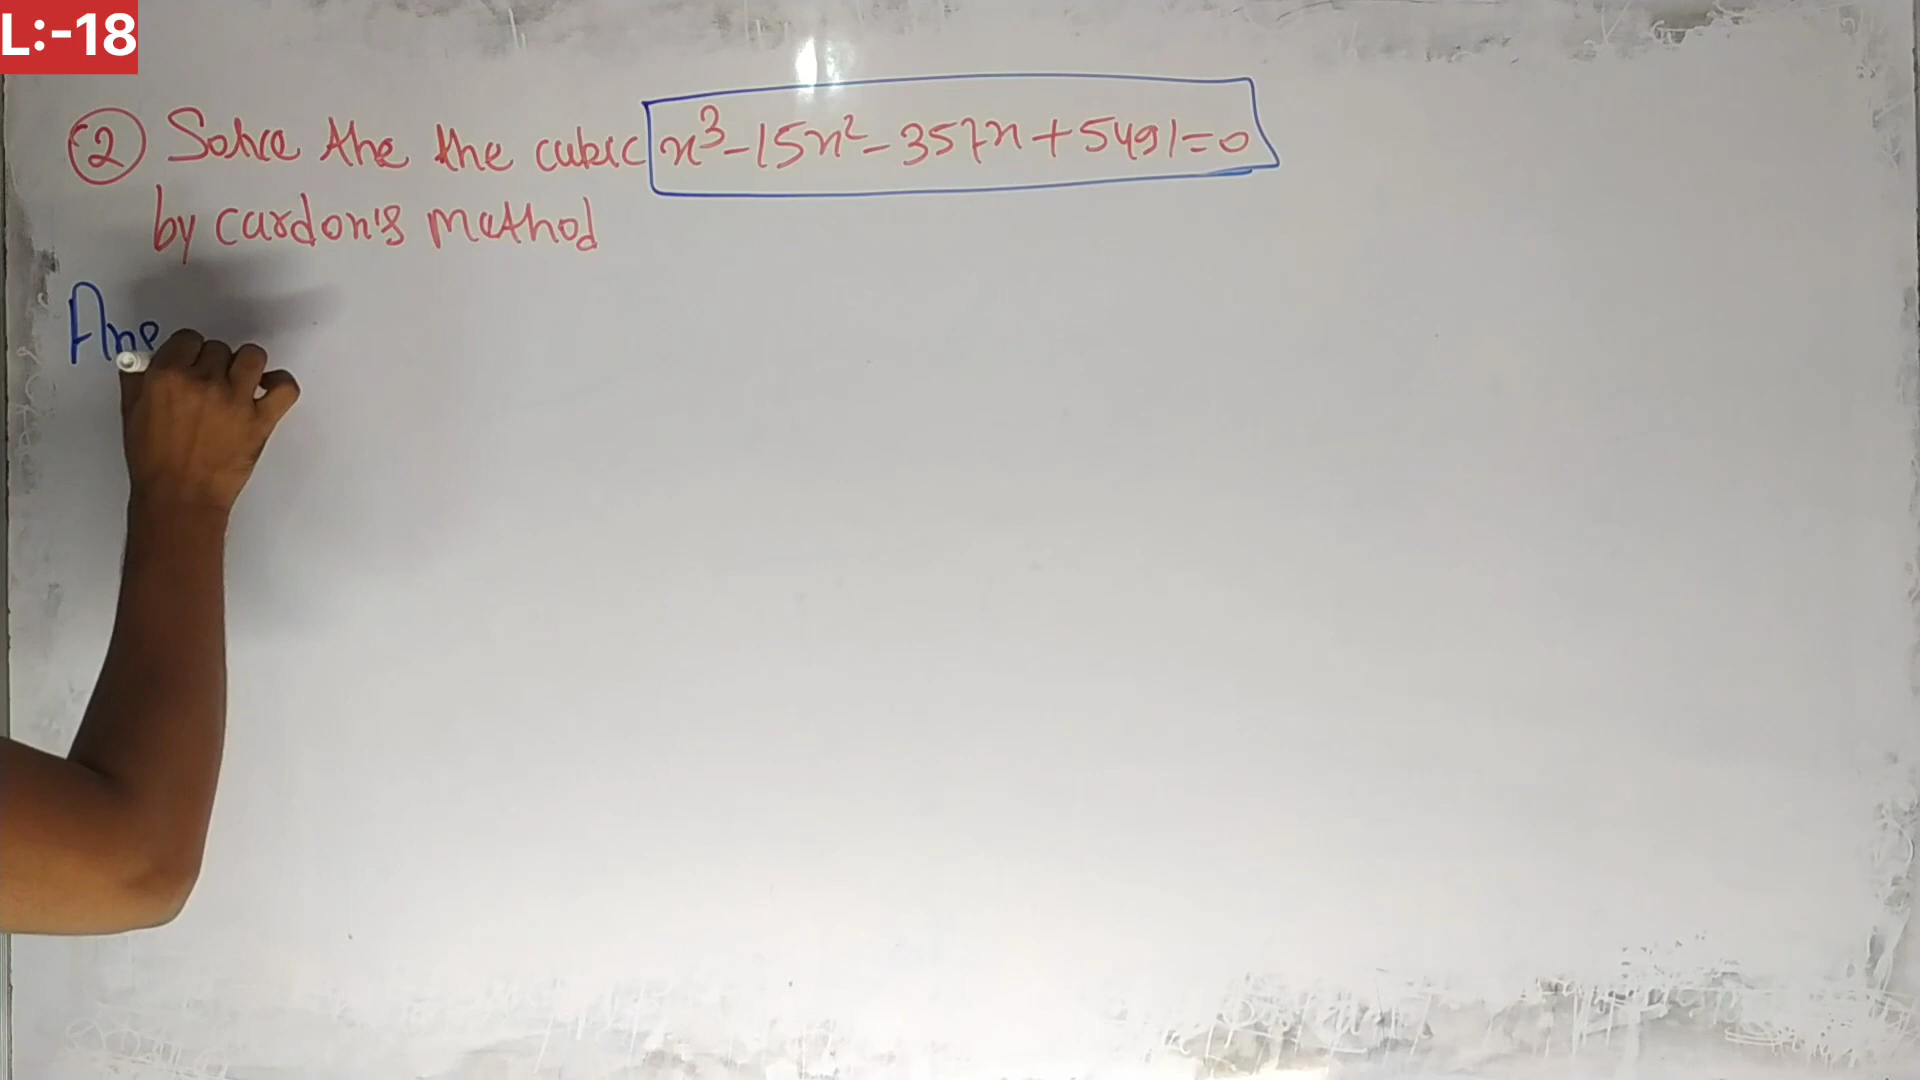 L:-18
② Solve the the cubic x³-15x²-357x+5491=0
by cardon's method
Ans